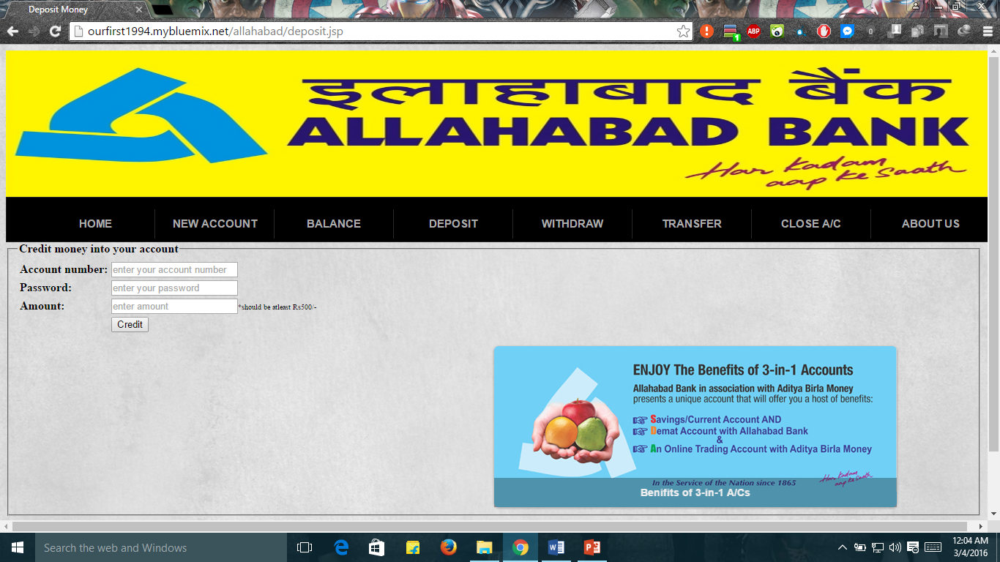 Deposit Money
ourfirst1994.mybluemix.net/allahabad/deposit.jsp
ABP
1
0
इलाहाबाद बैंक
ALLAHABAD BANK
Har kadam
aap ke saath
HOME NEW ACCOUNT BALANCE DEPOSIT WITHDRAW TRANSFER CLOSE A/C ABOUT US
Credit money into your account
Account number: enter your account number
Password: enter your password
Amount: enter amount *should be atleast Rs500/-
Credit
ENJOY The Benefits of 3-in-1 Accounts
Allahabad Bank in association with Aditya Birla Money
presents a unique account that will offer you a host of benefits:
Savings/Current Account AND
Demat Account with Allahabad Bank
&
An Online Trading Account with Aditya Birla Money
Har kadam
aap ke saath
In the Service of the Nation since 1865
Benifits of 3-in-1 A/Cs
Search the web and Windows
12:04 AM
3/4/2016